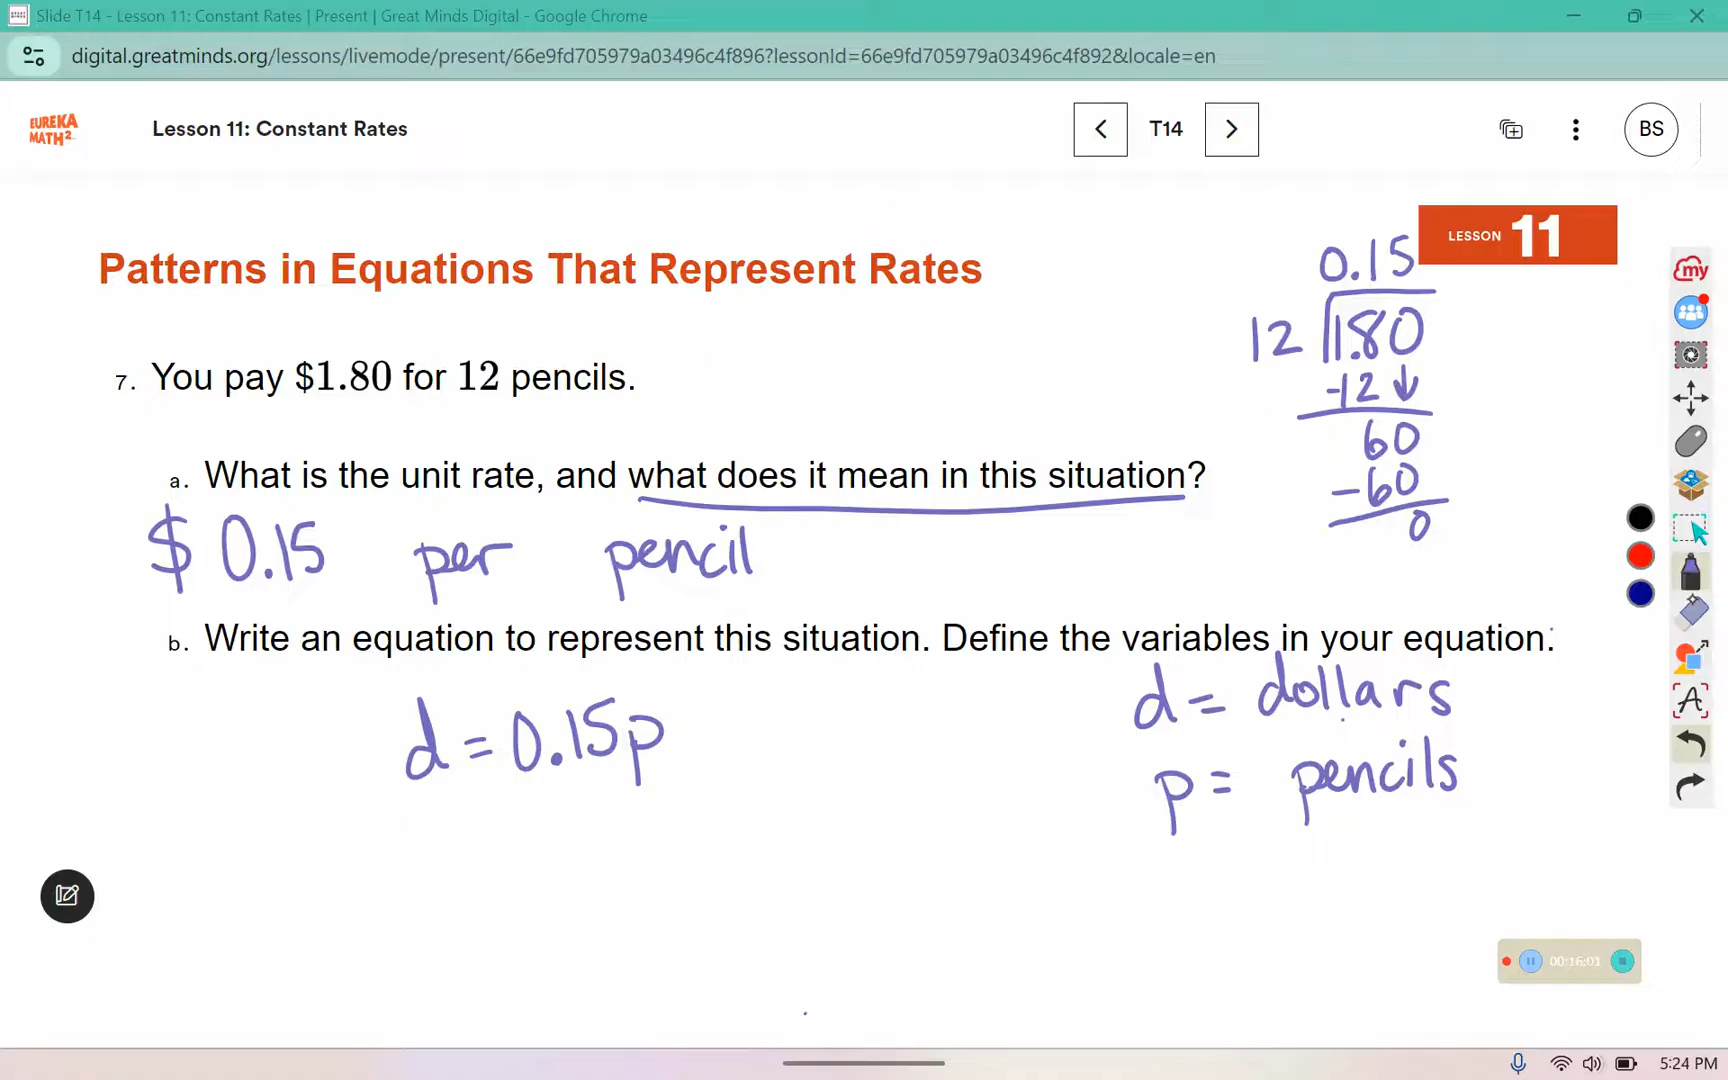 Slide T14 - Lesson 11: Constant Rates | Present | Great Minds Digital - Google Chrome
digital.greatminds.org/lessons/livemode/present/66e9fd705979a03496c4f896?lessonId=66e9fd705979a03496c4f892&locale=en
EUREKA
MATH²
Lesson 11: Constant Rates
T14
BS
LESSON 11
Patterns in Equations That Represent Rates
0.15
12 1.80
-12↓
60
-60
0
7. You pay $1.80 for 12 pencils.
a. What is the unit rate, and what does it mean in this situation?
$0.15 per pencil
b. Write an equation to represent this situation. Define the variables in your equation.
d = 0.15p
d = dollars
p = pencils
my
A
00:16:01
5:24 PM